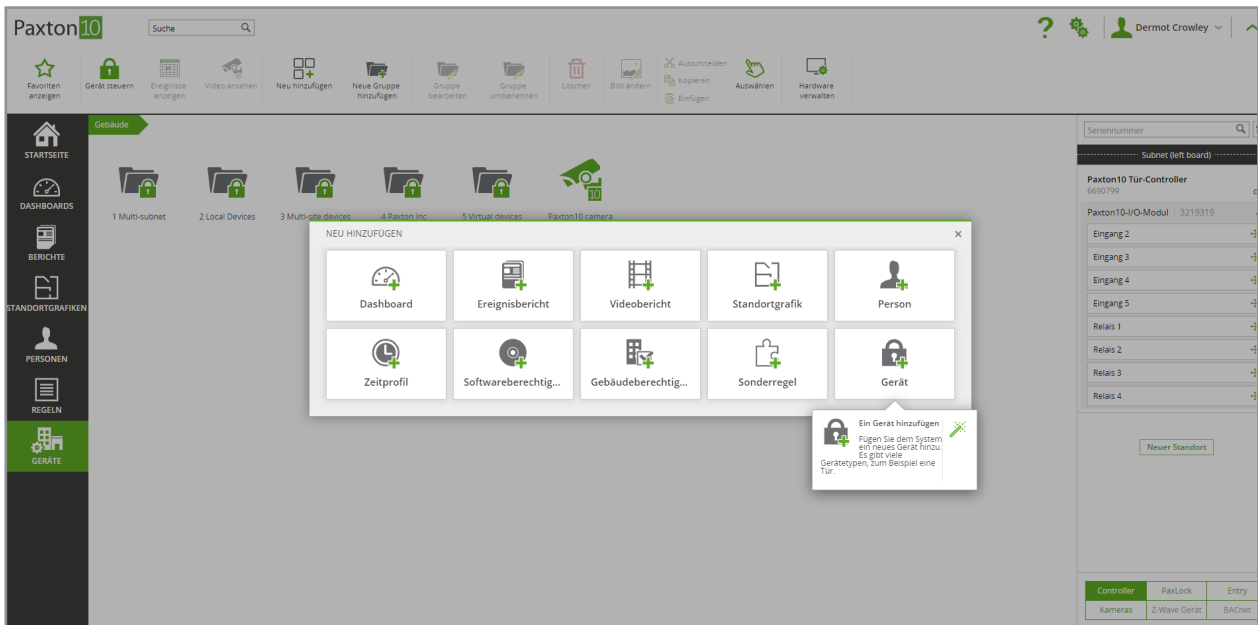 Paxton 10
Suche
Dermot Crowley
Favoriten
anzeigen
Gerät steuern
Ereignisse
anzeigen
Video ansehen
Neu hinzufügen
Neue Gruppe
hinzufügen
Gruppe
bearbeiten
Gruppe
umbenennen
Löschen
Bild ändern
Ausschneiden
Kopieren
Einfügen
Auswählen
Hardware
verwalten
STARTSEITE
DASHBOARDS
BERICHTE
STANDORTGRAFIKEN
PERSONEN
REGELN
GERÄTE
Gebäude
1 Multi-subnet
2 Local Devices
3 Multi-site devices
4 Paxton Inc
5 Virtual devices
10
Paxton10 camera
NEU HINZUFÜGEN
Dashboard
Ereignisbericht
Videobericht
Standortgrafik
Person
Zeitprofil
Softwareberechtig...
Gebäudeberechtig...
Sonderregel
Gerät
Ein Gerät hinzufügen
Fügen Sie dem System
ein neues Gerät hinzu.
Es gibt viele
Gerätetypen, zum Beispiel eine
Tür.
Seriennummer
Subnet (left board)
Paxton10 Tür-Controller
6690799
Paxton10-I/O-Modul | 3219319
Eingang 2
Eingang 3
Eingang 4
Eingang 5
Relais 1
Relais 2
Relais 3
Relais 4
Neuer Standort
Controller
PaxLock
Entry
Kameras
Z-Wave Gerät
BACnet